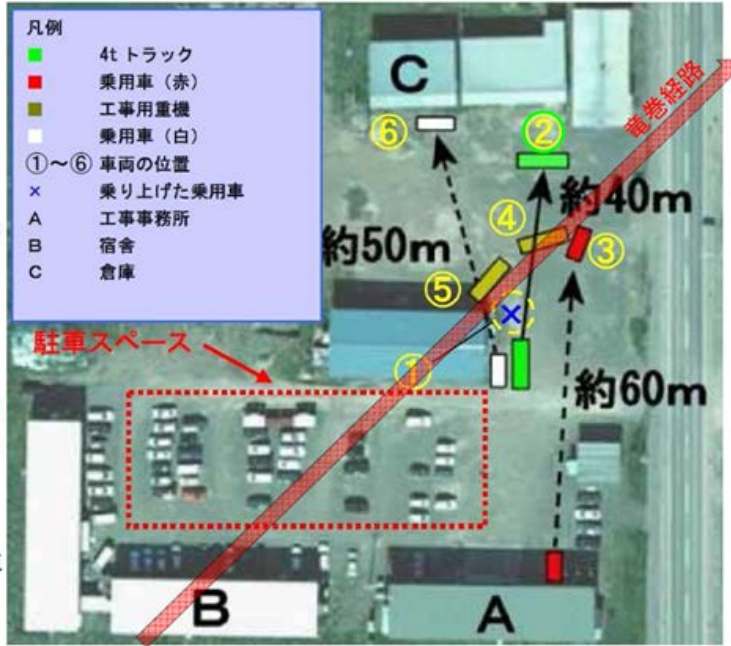 凡例
4t トラック
乗用車（赤）
工事用重機
乗用車（白）
①～⑥ 車両の位置
× 乗り上げた乗用車
A 工事事務所
B 宿舎
C 倉庫
C
竜巻経路
⑥
②
④
約40m
③
約50m
⑤
×
駐車スペース
①
約60m
B
A